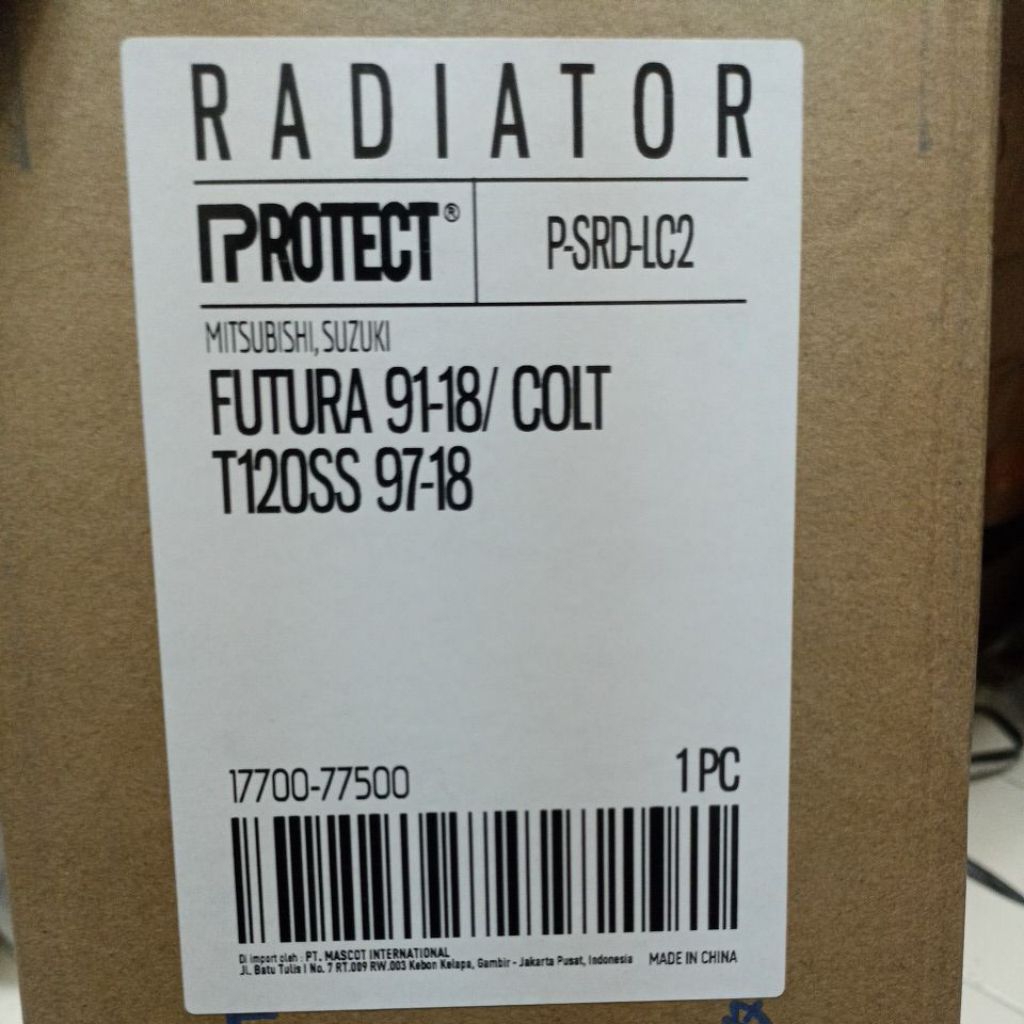 RADIATOR
PROTECT®
P-SRD-LC2
MITSUBISHI, SUZUKI
FUTURA 91-18/ COLT
T120SS 97-18
17700-77500
1 PC
Di import oleh : PT. MASCOT INTERNATIONAL
Jl. Batu Tulis I No. 7 RT.009 RW.003 Kebon Kelapa, Gambir - Jakarta Pusat, Indonesia
MADE IN CHINA